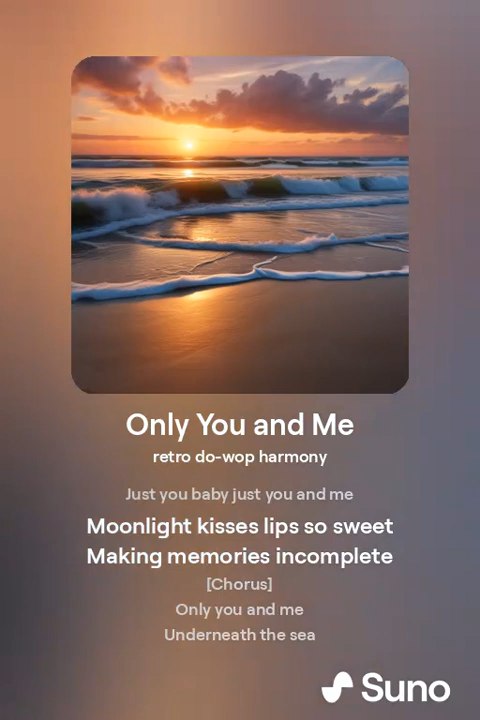 Only You and Me
retro do-wop harmony
Just you baby just you and me
Moonlight kisses lips so sweet
Making memories incomplete
[Chorus]
Only you and me
Underneath the sea
Suno